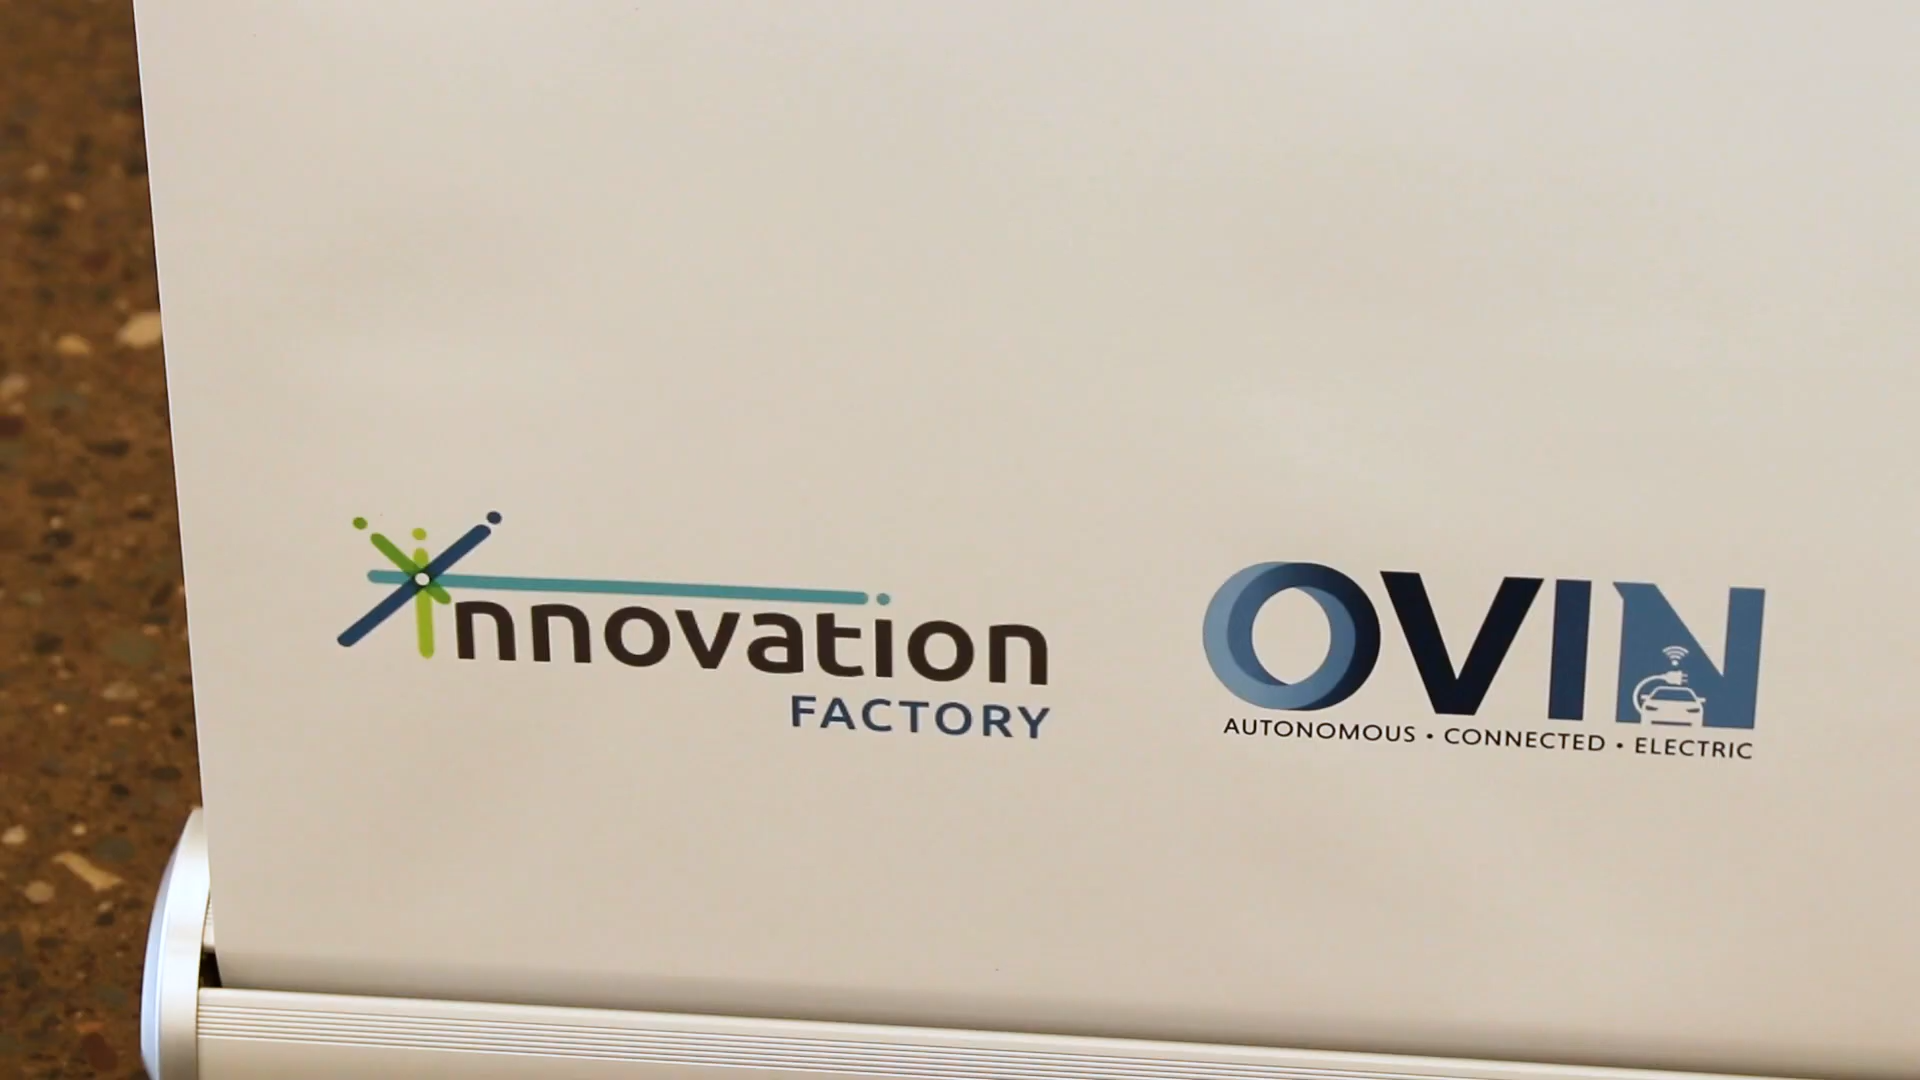 innovation
FACTORY
OVIN
AUTONOMOUS • CONNECTED • ELECTRIC